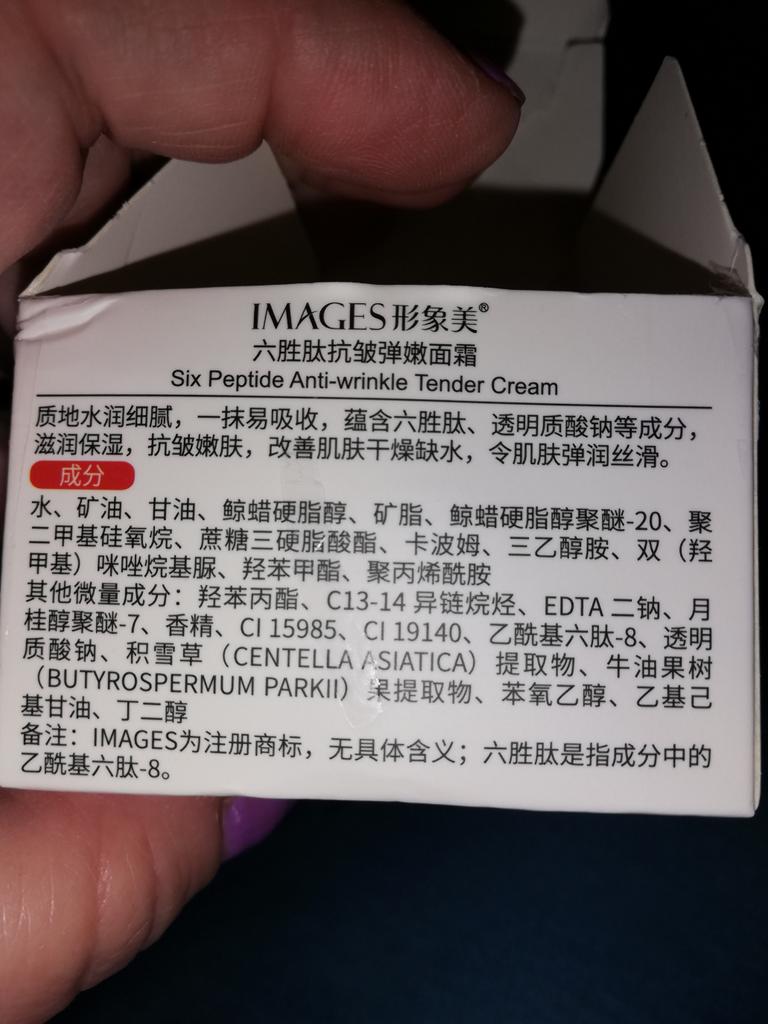 IMAGES 形象美®
六胜肽抗皱弹嫩面霜
Six Peptide Anti-wrinkle Tender Cream
质地水润细腻，一抹易吸收，蕴含六胜肽、透明质酸钠等成分，
滋润保湿，抗皱嫩肤，改善肌肤干燥缺水，令肌肤弹润丝滑。
成分
水、矿油、甘油、鲸蜡硬脂醇、矿脂、鲸蜡硬脂醇聚醚-20、聚
二甲基硅氧烷、蔗糖三硬脂酸酯、卡波姆、三乙醇胺、双（羟
甲基）咪唑烷基脲、羟苯甲酯、聚丙烯酰胺
其他微量成分：羟苯丙酯、C13-14 异链烷烃、EDTA 二钠、月
桂醇聚醚-7、香精、CI 15985、CI 19140、乙酰基六肽-8、透明
质酸钠、积雪草（CENTELLA ASIATICA）提取物、牛油果树
（BUTYROSPERMUM PARKII）果提取物、苯氧乙醇、乙基己
基甘油、丁二醇
备注：IMAGES为注册商标，无具体含义；六胜肽是指成分中的
乙酰基六肽-8。